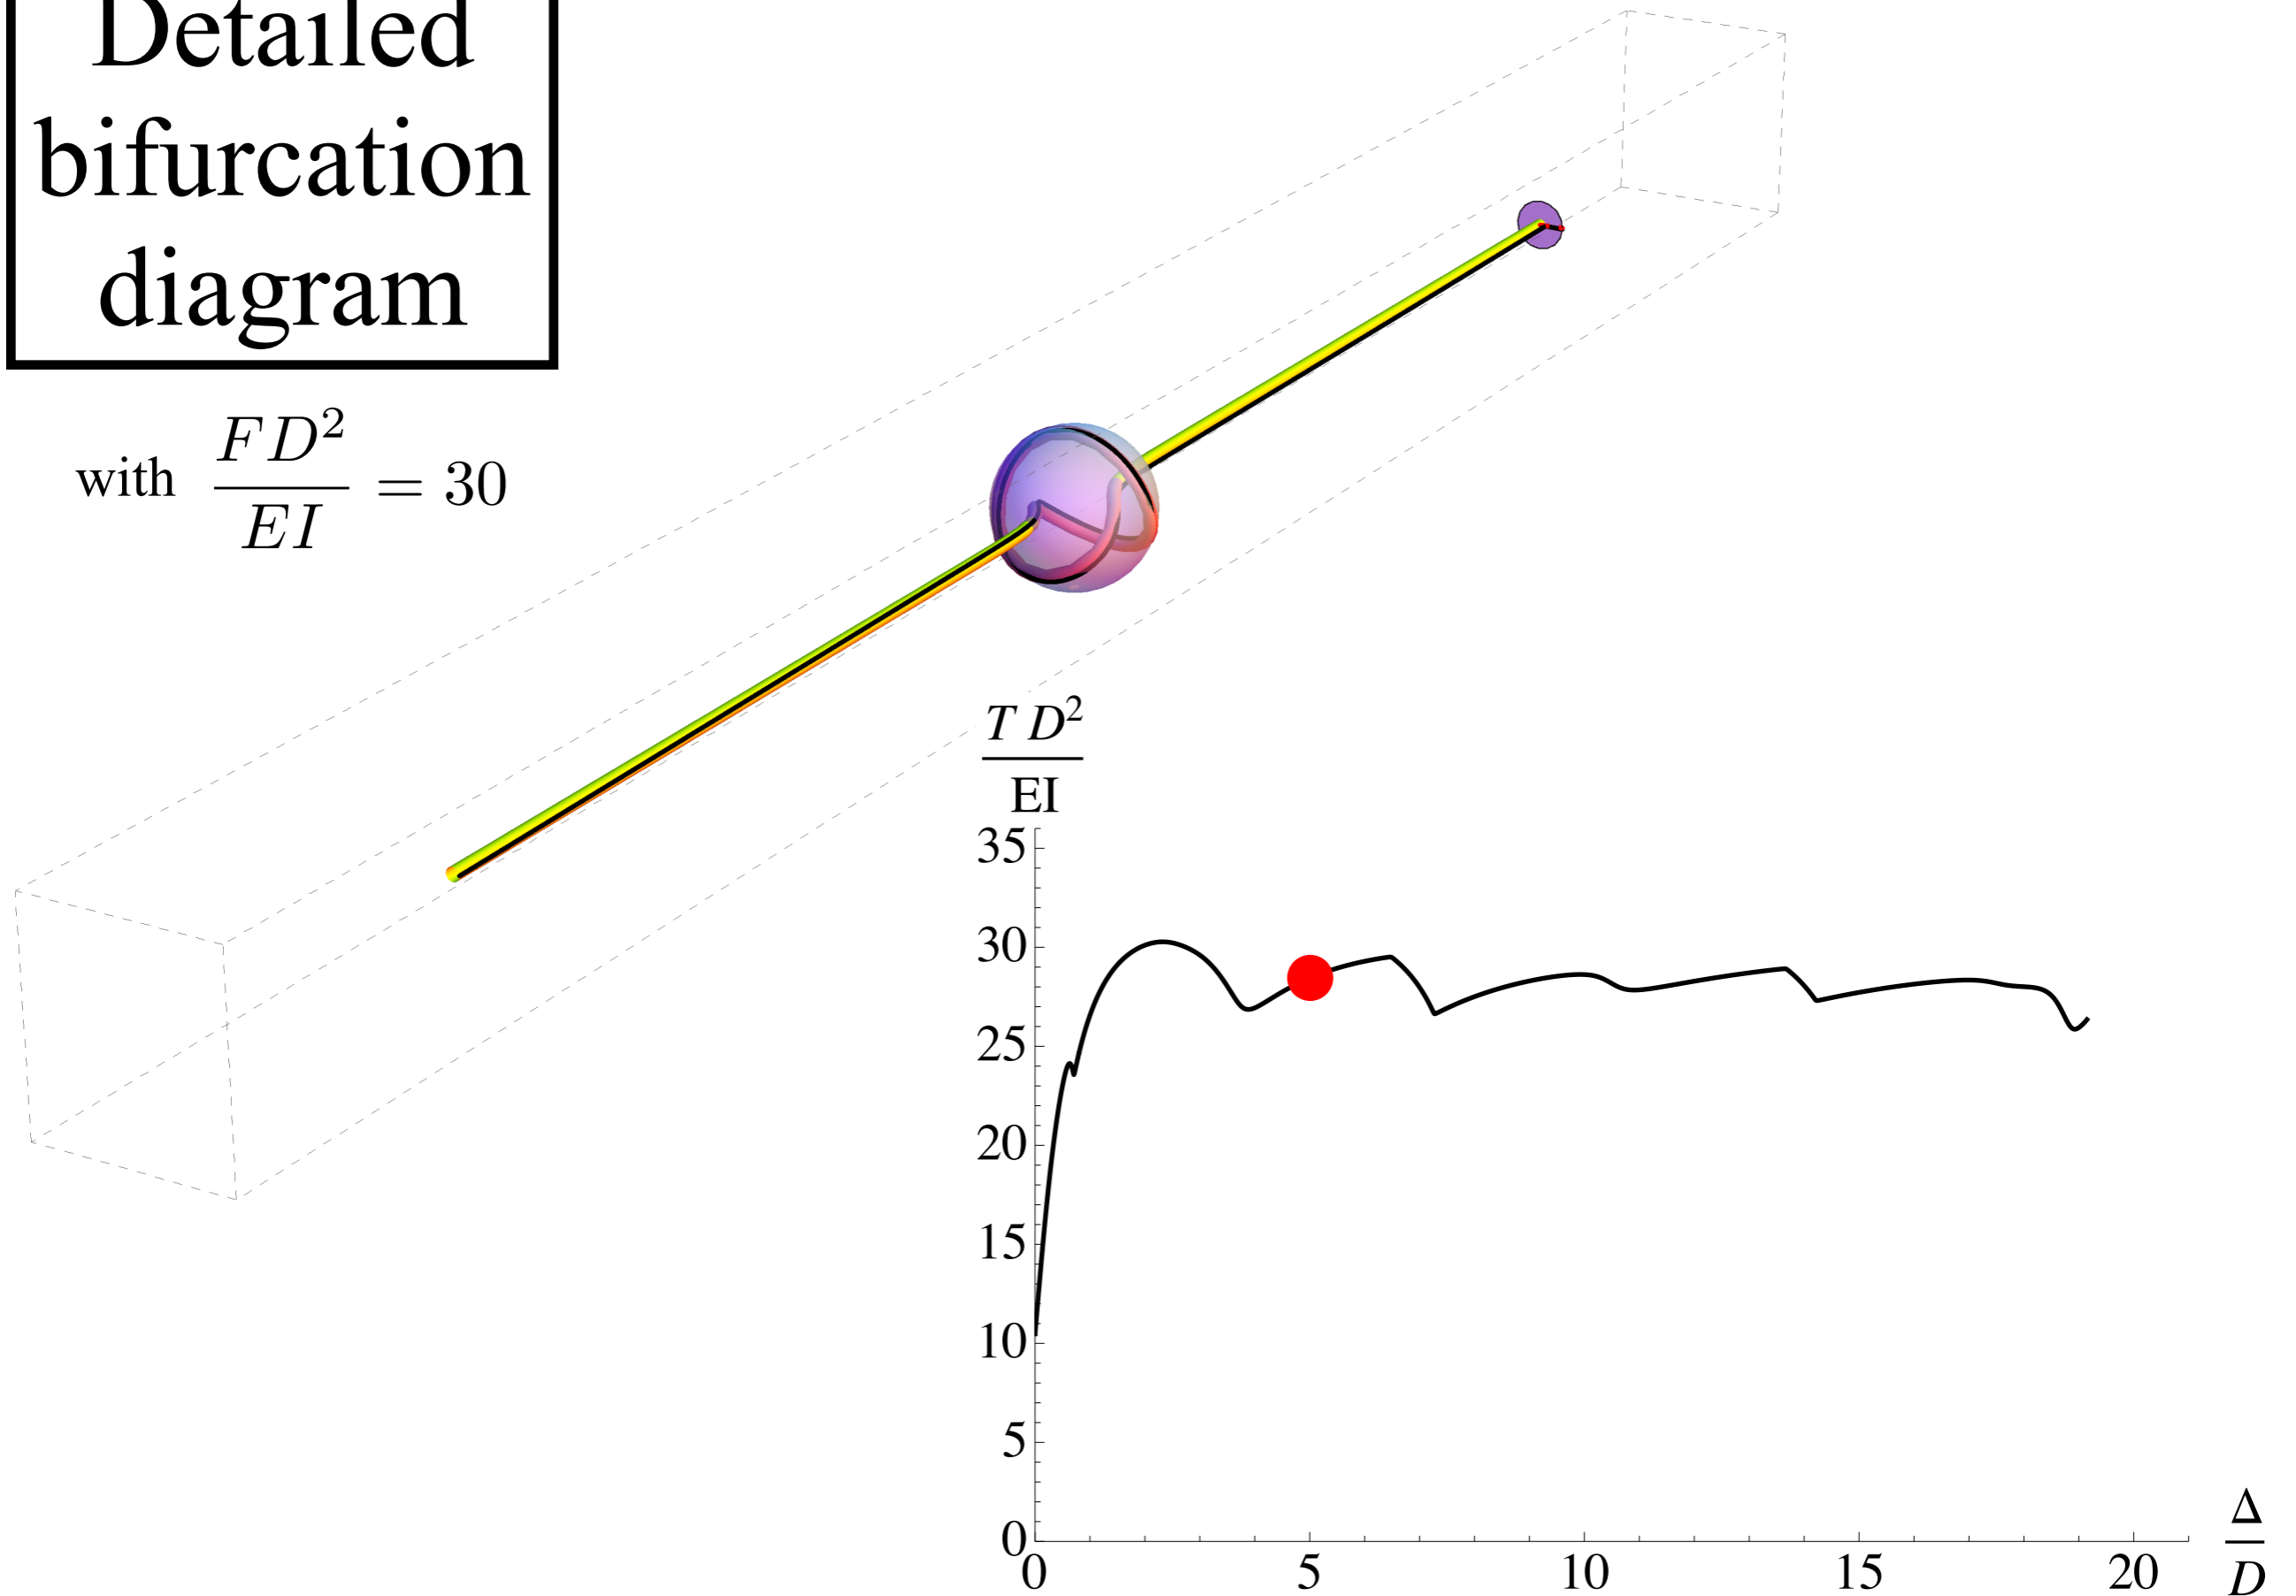 Detailed
bifurcation
diagram
with FD²/EI = 30
T D²/EI
35
30
25
20
15
10
5
0
0 5 10 15 20
Δ/D